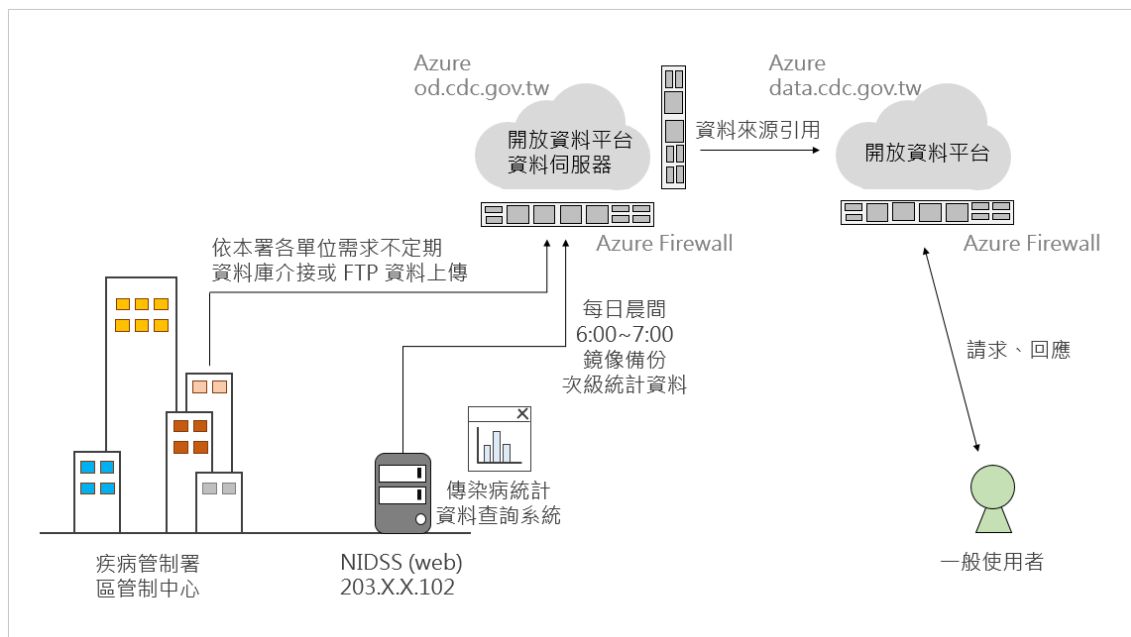 Azure
od.cdc.gov.tw
開放資料平台
資料伺服器
Azure Firewall
資料來源引用
Azure
data.cdc.gov.tw
開放資料平台
Azure Firewall
依本署各單位需求不定期
資料庫介接或 FTP 資料上傳
每日晨間
6:00~7:00
鏡像備份
次級統計資料
請求、回應
傳染病統計
資料查詢系統
疾病管制署
區管制中心
NIDSS (web)
203.X.X.102
一般使用者